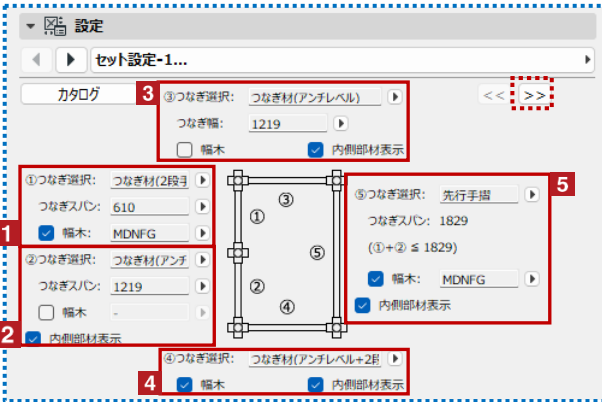 設定
セット設定-1...
カタログ
<< >>
3
③つなぎ選択: つなぎ材(アンチレベル)
つなぎ幅: 1219
幅木 内側部材表示
1
①つなぎ選択: つなぎ材(2段手
つなぎスパン: 610
幅木: MDNFG
2
②つなぎ選択: つなぎ材(アンチ
つなぎスパン: 1219
幅木 -
内側部材表示
③
①
⑤
②
④
5
⑤つなぎ選択: 先行手摺
つなぎスパン: 1829
(①+② ≤ 1829)
幅木: MDNFG
内側部材表示
4
④つなぎ選択: つなぎ材(アンチレベル+2段
幅木 内側部材表示